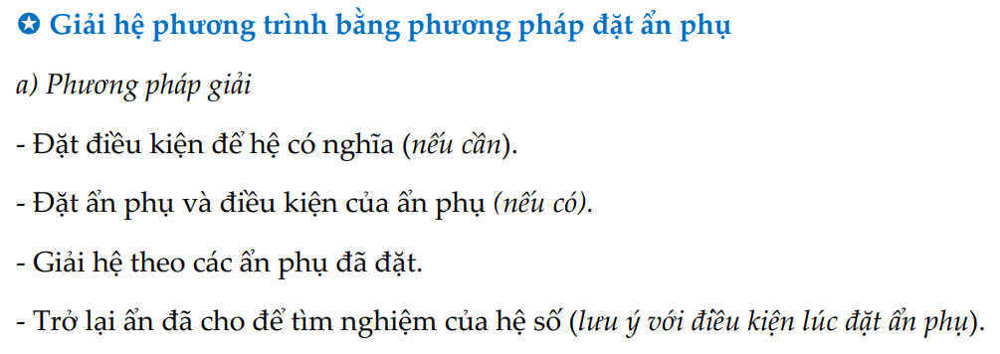 ✪ Giải hệ phương trình bằng phương pháp đặt ẩn phụ
a) Phương pháp giải
- Đặt điều kiện để hệ có nghĩa (nếu cần).
- Đặt ẩn phụ và điều kiện của ẩn phụ (nếu có).
- Giải hệ theo các ẩn phụ đã đặt.
- Trở lại ẩn đã cho để tìm nghiệm của hệ số (lưu ý với điều kiện lúc đặt ẩn phụ).